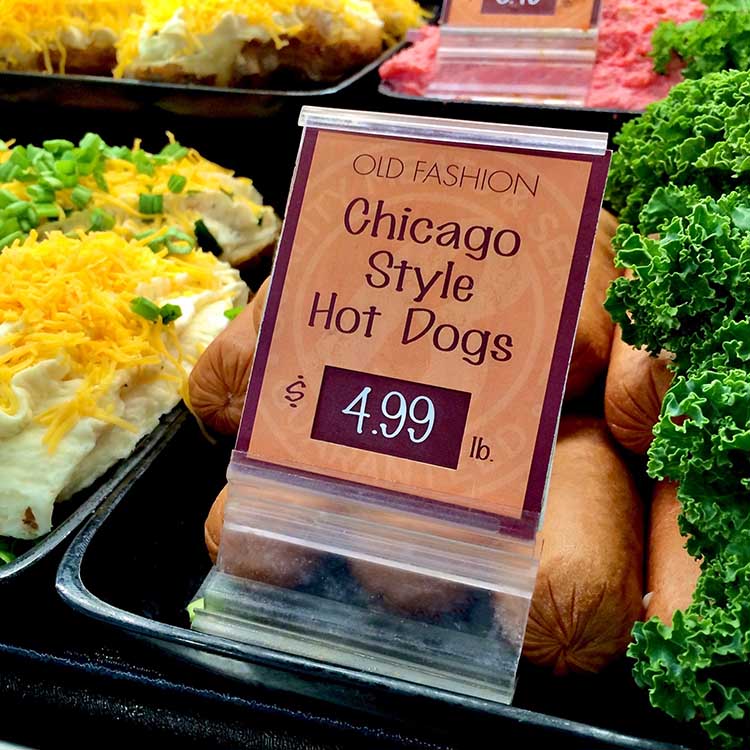 OLD FASHION
Chicago
Style
Hot Dogs
$ 4.99 lb.